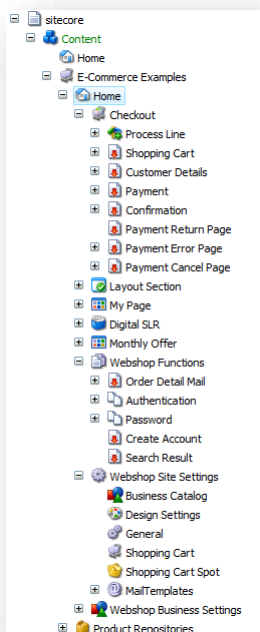 sitecore
Content
Home
E-Commerce Examples
Home
Checkout
Process Line
Shopping Cart
Customer Details
Payment
Confirmation
Payment Return Page
Payment Error Page
Payment Cancel Page
Layout Section
My Page
Digital SLR
Monthly Offer
Webshop Functions
Order Detail Mail
Authentication
Password
Create Account
Search Result
Webshop Site Settings
Business Catalog
Design Settings
General
Shopping Cart
Shopping Cart Spot
MailTemplates
Webshop Business Settings
Product Repositories